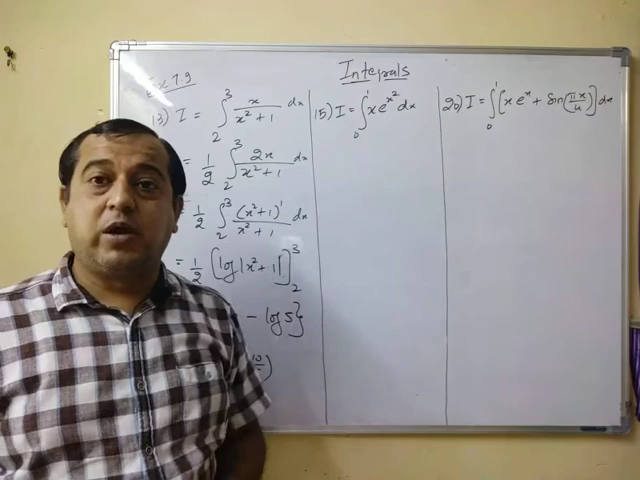 Integrals
Ex 7.9
13) I = ∫₂³ x/(x²+1) dx
= 1/2 ∫₂³ 2x/(x²+1) dx
= 1/2 ∫₂³ (x²+1)'/(x²+1) dx
= 1/2 [log|x²+1|]₂³
- log 5}
10
15) I = ∫₀¹ x e^(x²) dx
20) I = ∫₀¹ [x eˣ + sin(πx/4)] dx